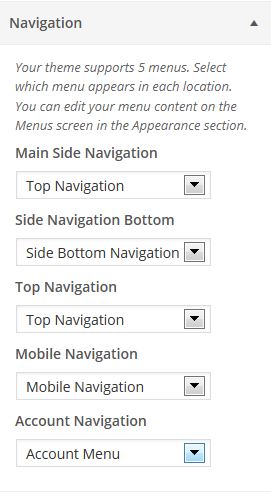 Navigation
Your theme supports 5 menus. Select
which menu appears in each location.
You can edit your menu content on the
Menus screen in the Appearance section.
Main Side Navigation
Top Navigation
Side Navigation Bottom
Side Bottom Navigation
Top Navigation
Top Navigation
Mobile Navigation
Mobile Navigation
Account Navigation
Account Menu